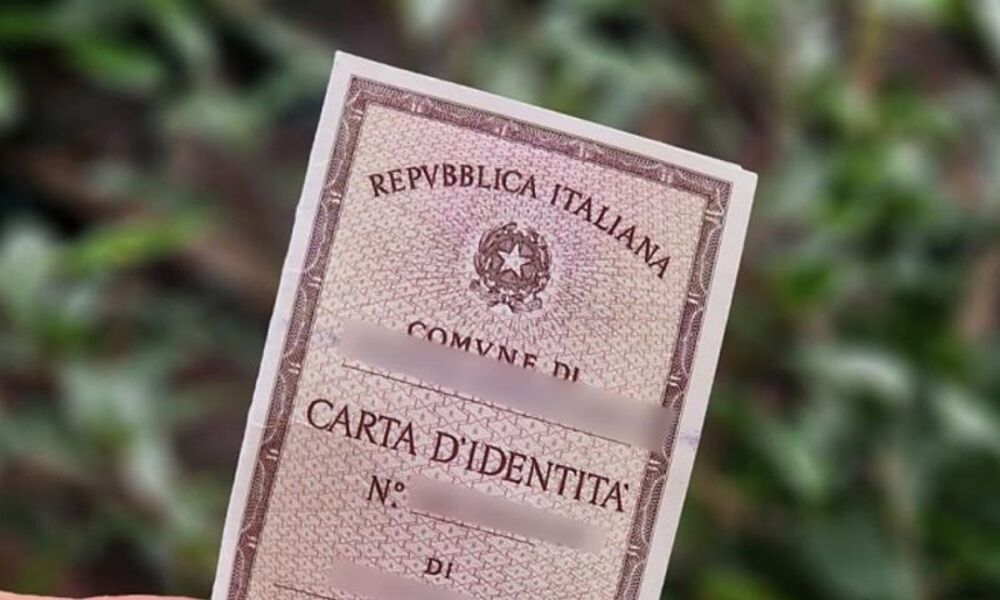 REPVBBLICA ITALIANA
COMVNE DI
CARTA D'IDENTITA'
N.º
DI